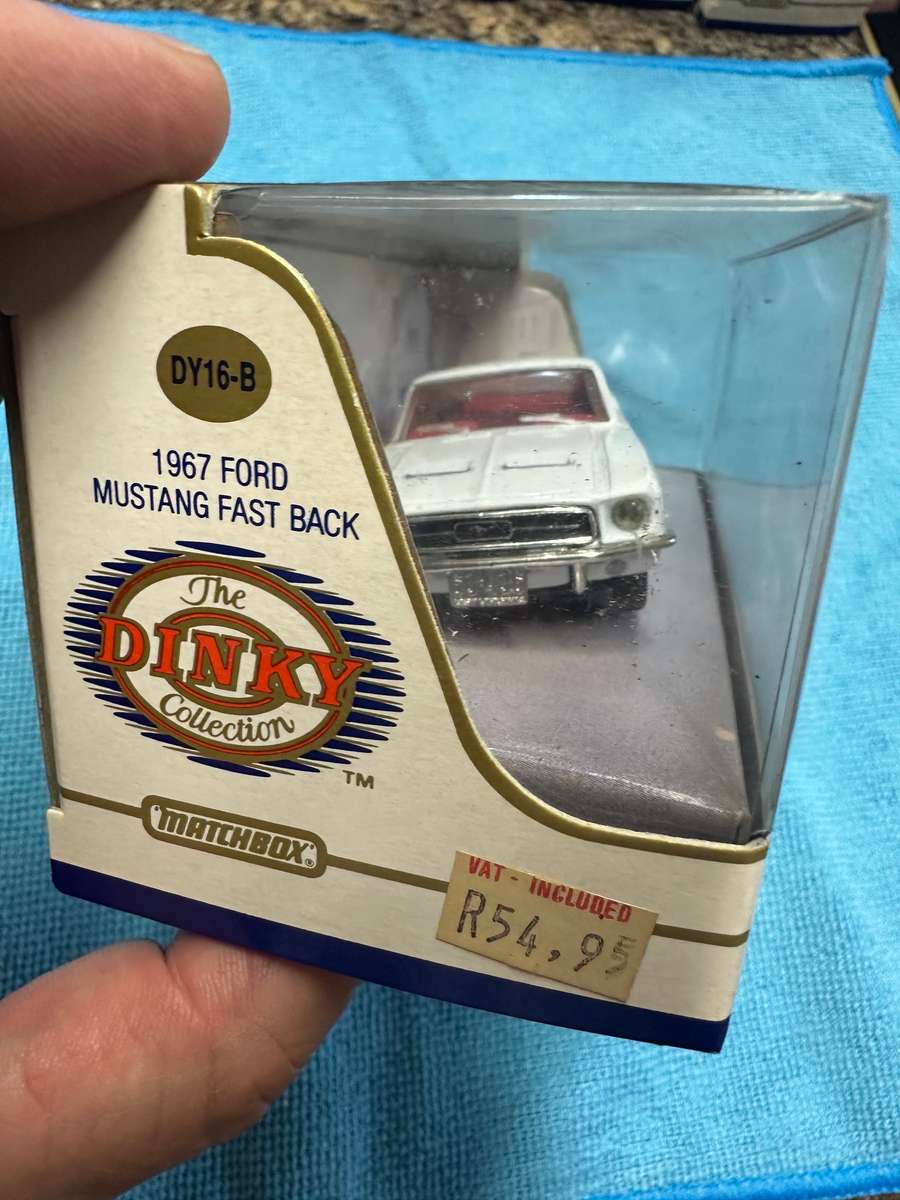 DY16-B
1967 FORD
MUSTANG FAST BACK
The
DINKY
Collection
TM
"MATCHBOX"®
VAT - INCLUDED
R54,95